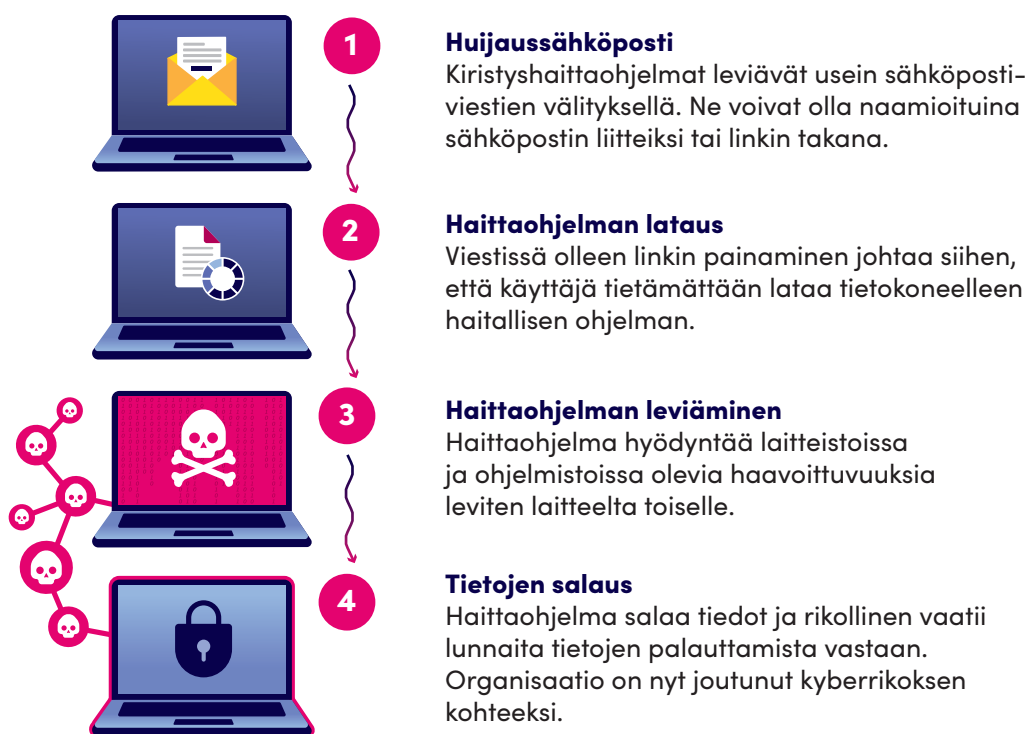 1
Huijaussähköposti
Kiristyshaittaohjelmat leviävät usein sähköposti-
viestien välityksellä. Ne voivat olla naamioituina
sähköpostin liitteiksi tai linkin takana.
2
Haittaohjelman lataus
Viestissä olleen linkin painaminen johtaa siihen,
että käyttäjä tietämättään lataa tietokoneelleen
haitallisen ohjelman.
3
Haittaohjelman leviäminen
Haittaohjelma hyödyntää laitteistoissa
ja ohjelmistoissa olevia haavoittuvuuksia
leviten laitteelta toiselle.
4
Tietojen salaus
Haittaohjelma salaa tiedot ja rikollinen vaatii
lunnaita tietojen palauttamista vastaan.
Organisaatio on nyt joutunut kyberrikoksen
kohteeksi.